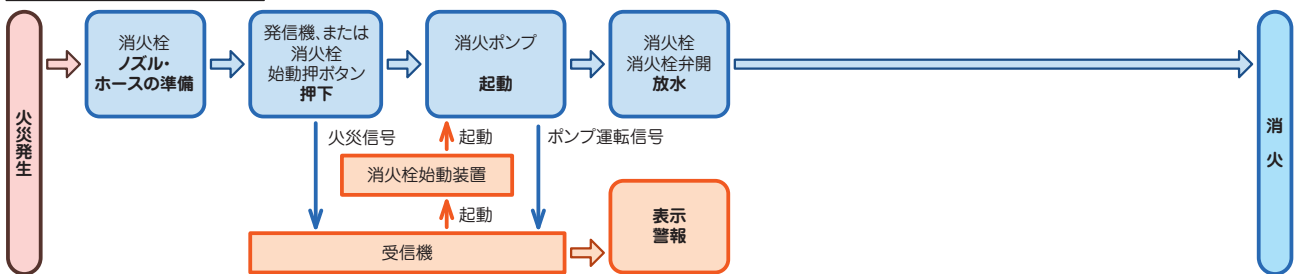 火災発生
消火栓
ノズル・
ホースの準備
発信機、または
消火栓
始動押ボタン
押下
消火ポンプ
起動
消火栓
消火栓弁開
放水
消火
火災信号
起動
ポンプ運転信号
消火栓始動装置
起動
受信機
表示
警報